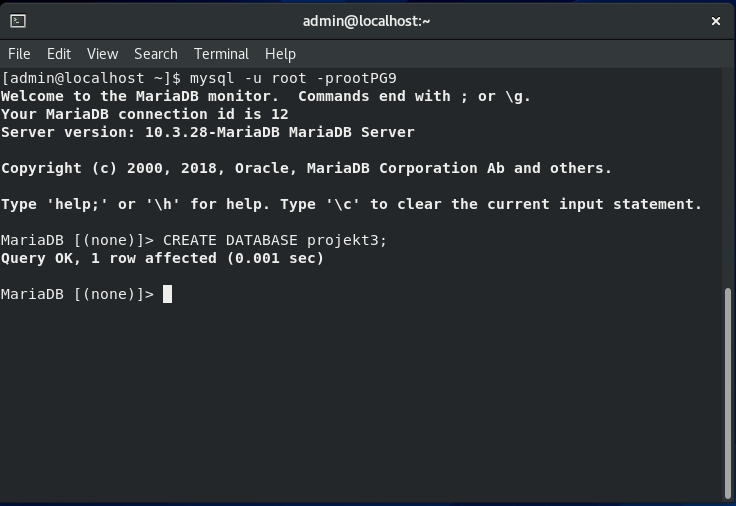 admin@localhost:~
File Edit View Search Terminal Help
[admin@localhost ~]$ mysql -u root -prootPG9
Welcome to the MariaDB monitor.  Commands end with ; or \g.
Your MariaDB connection id is 12
Server version: 10.3.28-MariaDB MariaDB Server
Copyright (c) 2000, 2018, Oracle, MariaDB Corporation Ab and others.
Type 'help;' or '\h' for help. Type '\c' to clear the current input statement.
MariaDB [(none)]> CREATE DATABASE projekt3;
Query OK, 1 row affected (0.001 sec)
MariaDB [(none)]>